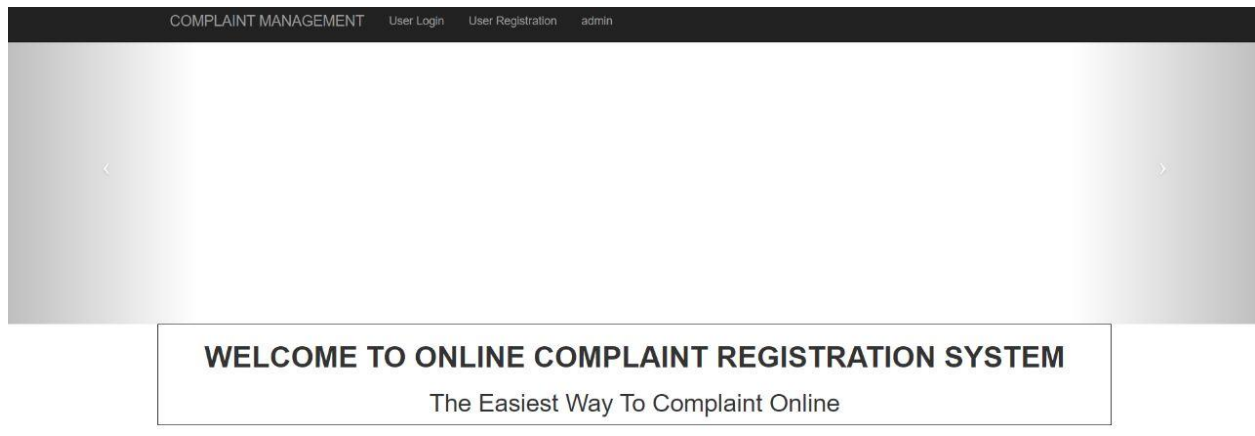 COMPLAINT MANAGEMENT User Login User Registration admin
WELCOME TO ONLINE COMPLAINT REGISTRATION SYSTEM
The Easiest Way To Complaint Online